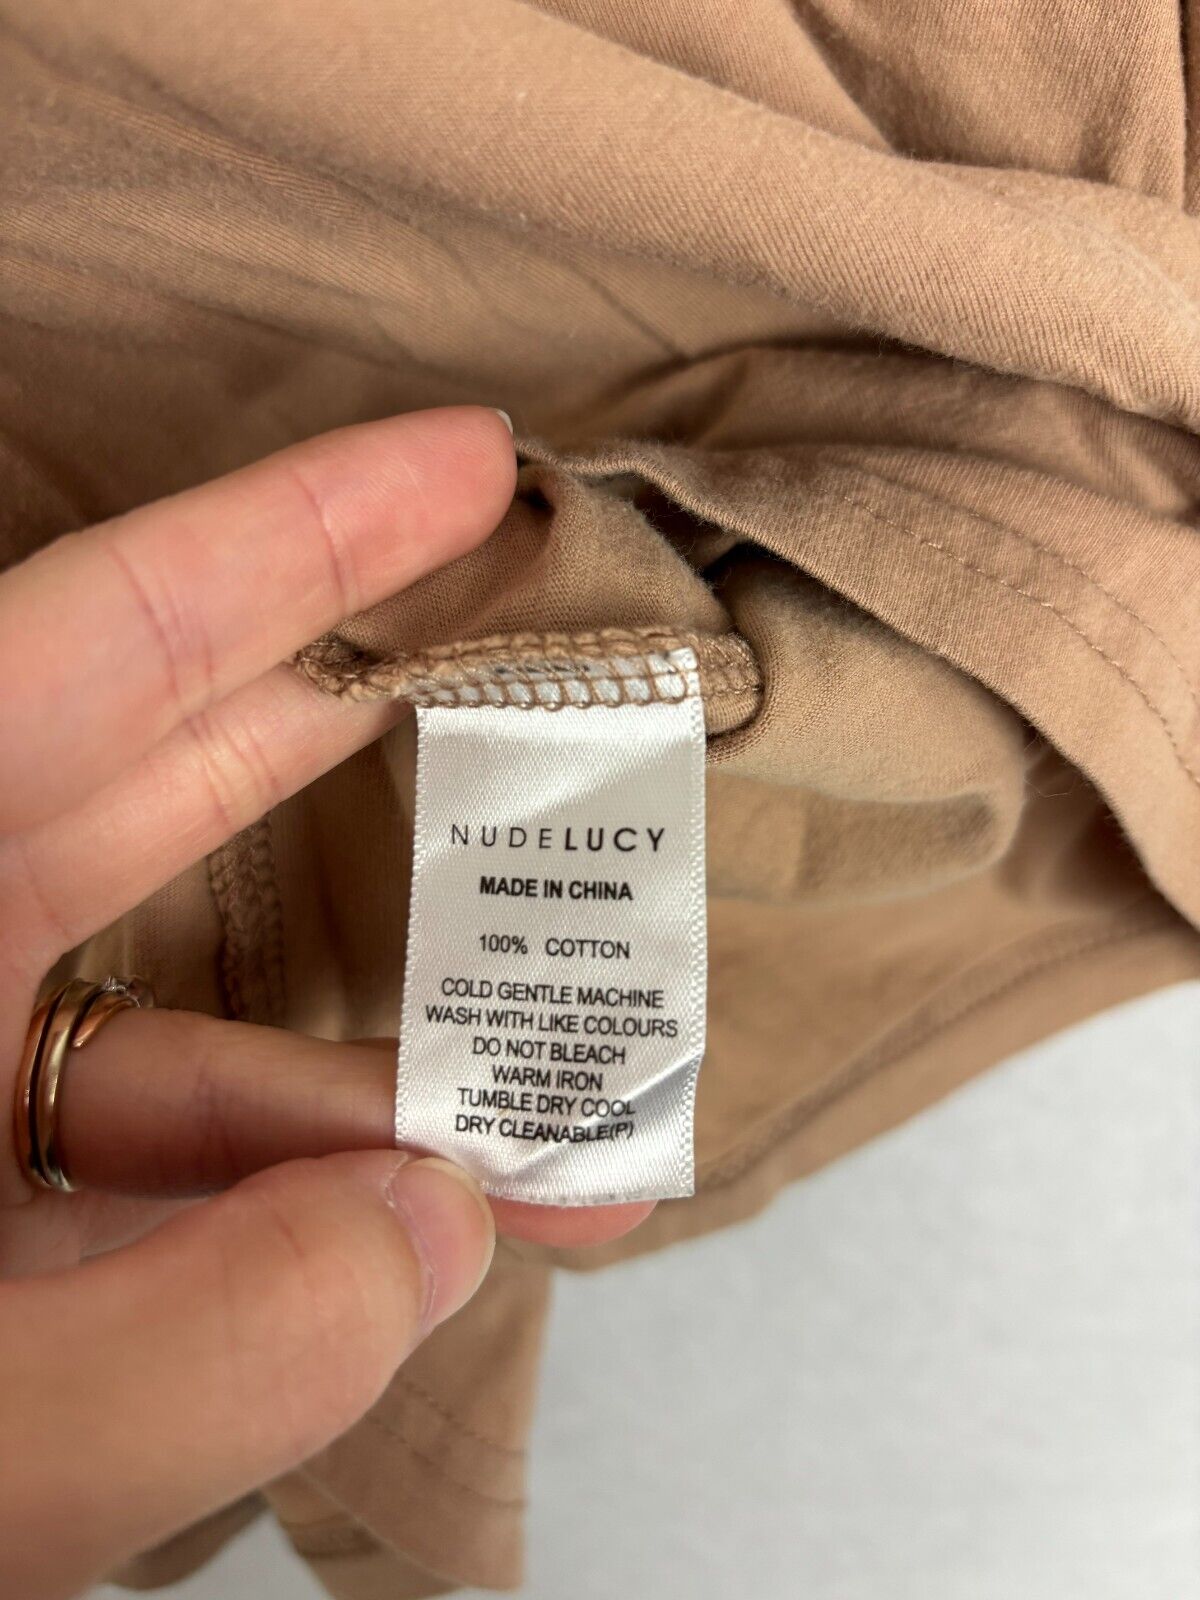 NUDELUCY
MADE IN CHINA
100% COTTON
COLD GENTLE MACHINE
WASH WITH LIKE COLOURS
DO NOT BLEACH
WARM IRON
TUMBLE DRY COOL
DRY CLEANABLE(P)